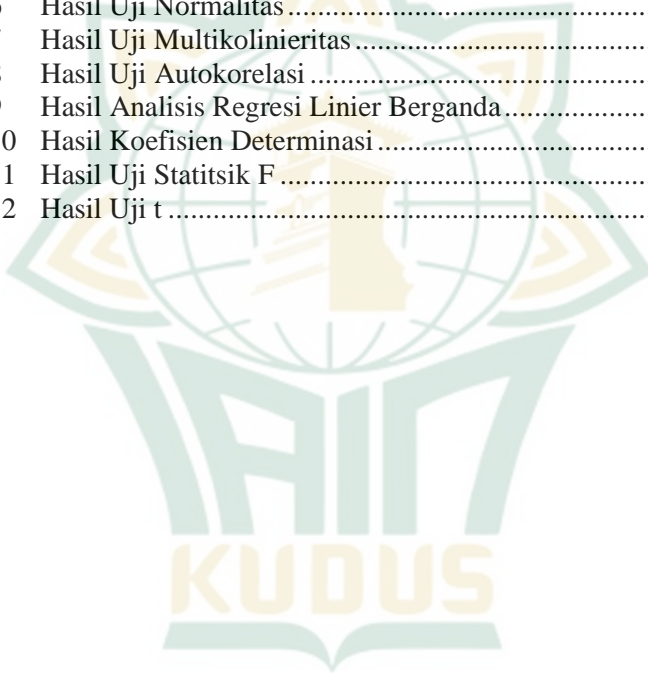 Hasil Uji Normalitas...............................................
Hasil Uji Multikolinieritas........................................
Hasil Uji Autokorelasi.............................................
Hasil Analisis Regresi Linier Berganda.....................
0 Hasil Koefisien Determinasi....................................
1 Hasil Uji Statitsik F..................................................
2 Hasil Uji t..................................................................
IAIN
KUDUS